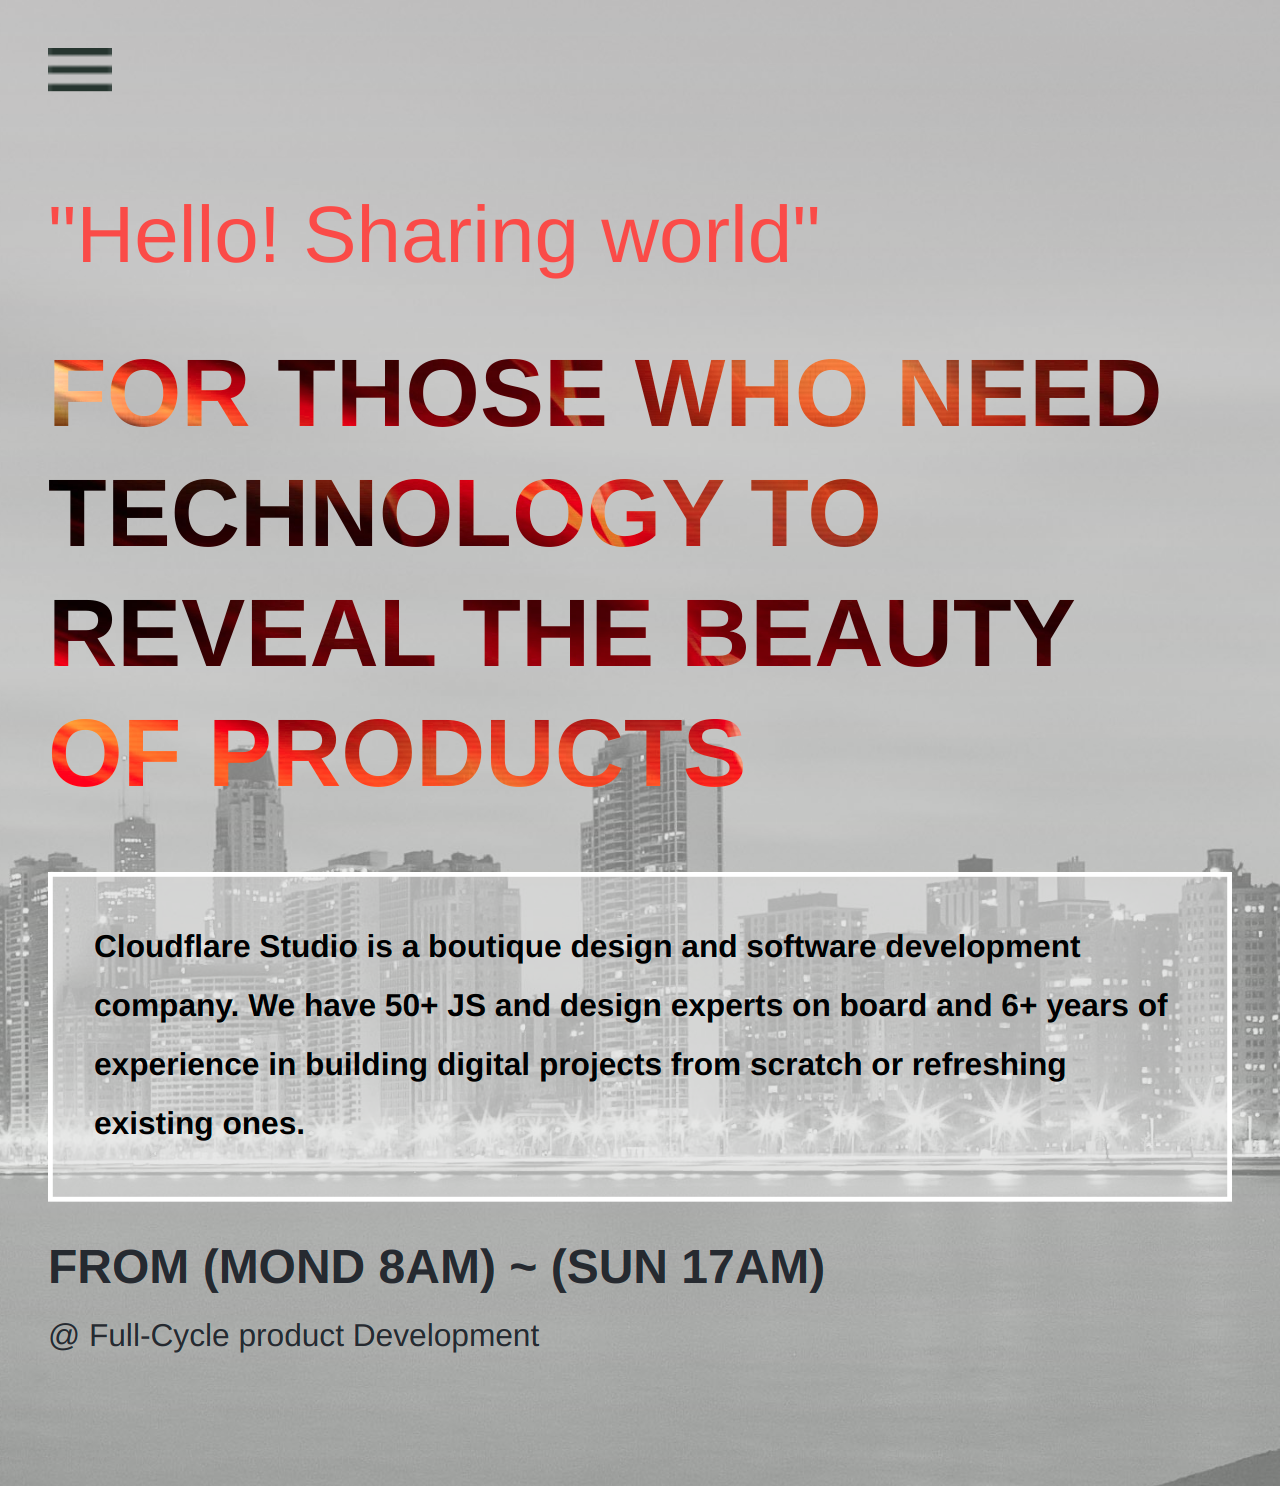 "Hello! Sharing world"
FOR THOSE WHO NEED
TECHNOLOGY TO
REVEAL THE BEAUTY
OF PRODUCTS
Cloudflare Studio is a boutique design and software development
company. We have 50+ JS and design experts on board and 6+ years of
experience in building digital projects from scratch or refreshing
existing ones.
FROM (MOND 8AM) ~ (SUN 17AM)
@ Full-Cycle product Development